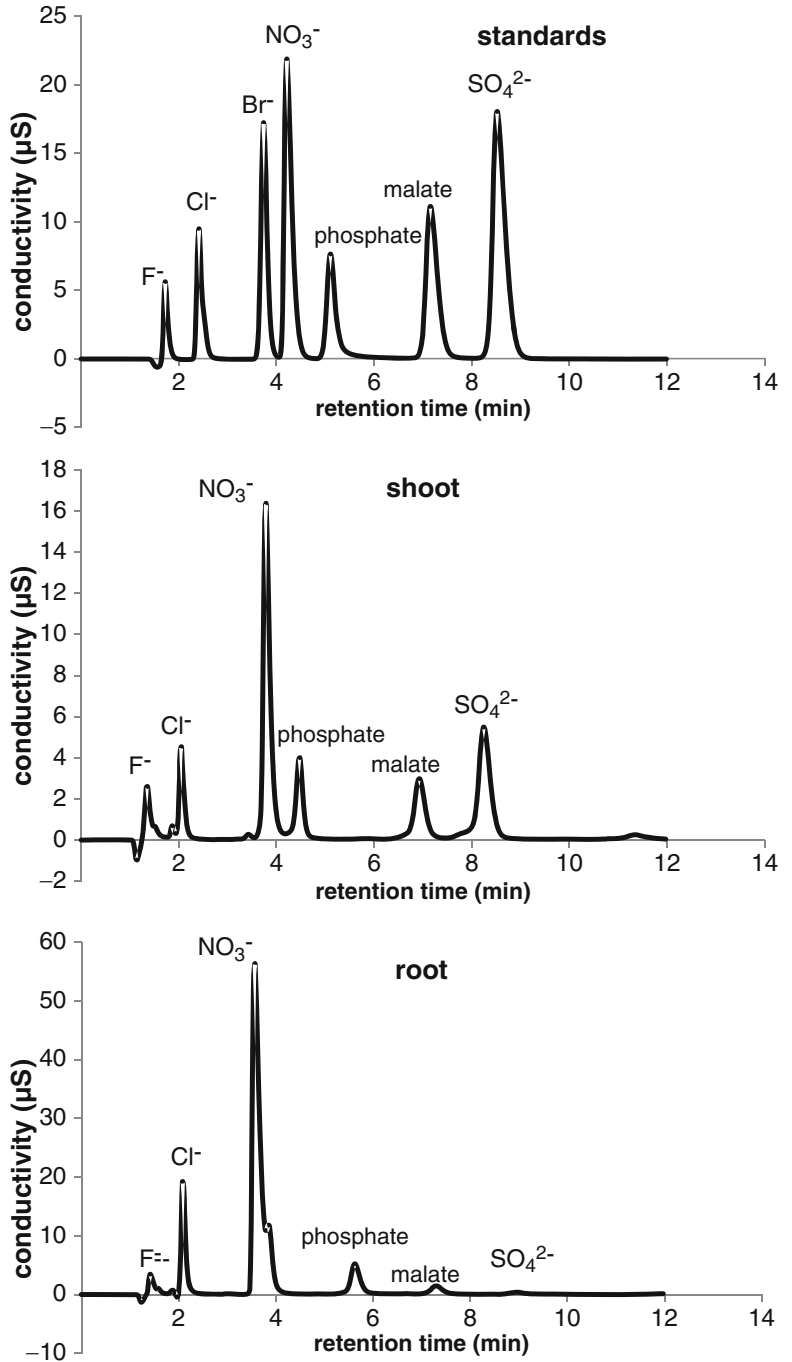 standards
conductivity (µS)
25
20
15
10
5
0
–5
F-
Cl-
Br-
NO₃-
phosphate
malate
SO₄²-
2 4 6 8 10 12 14
retention time (min)
shoot
conductivity (µS)
18
16
14
12
10
8
6
4
2
0
–2
F-
Cl-
NO₃-
phosphate
malate
SO₄²-
2 4 6 8 10 12 14
retention time (min)
root
conductivity (µS)
60
50
40
30
20
10
0
–10
F--
Cl-
NO₃-
phosphate
malate
SO₄²-
2 4 6 8 10 12 14
retention time (min)